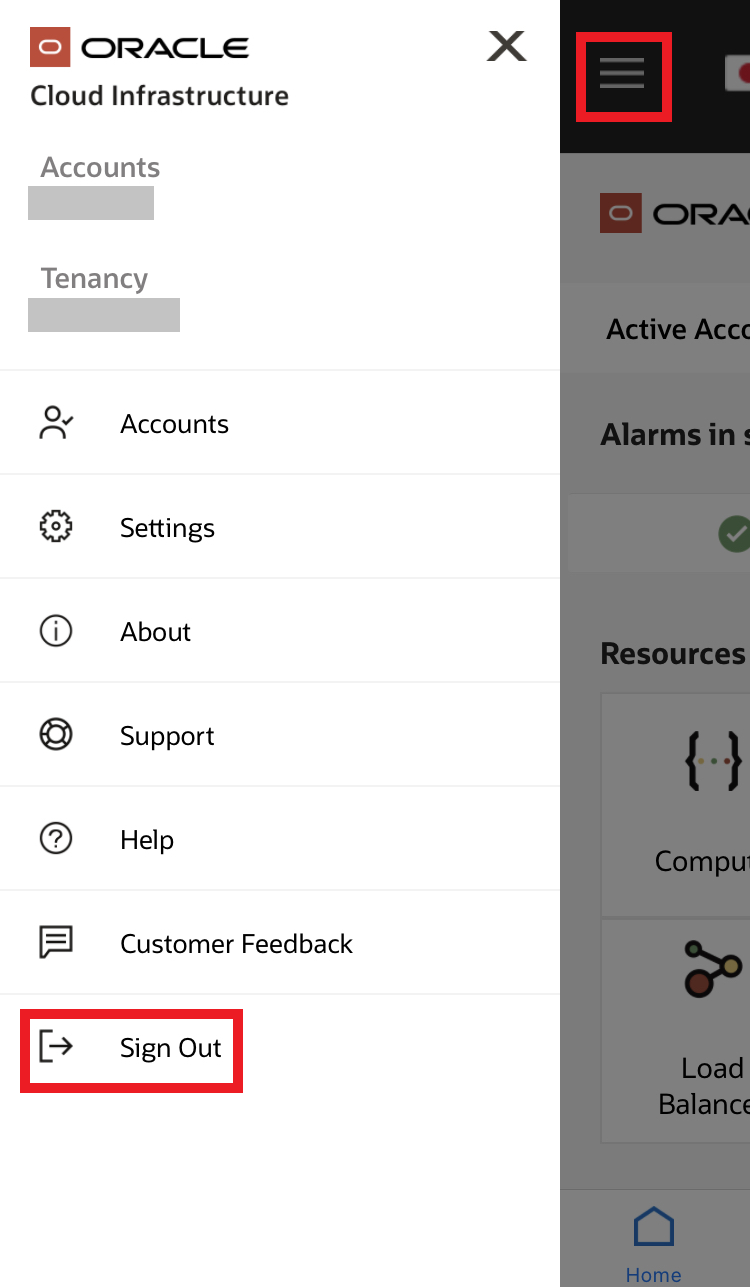 ORACLE
Cloud Infrastructure
Accounts
Tenancy
Accounts
Settings
About
Support
Help
Customer Feedback
Sign Out
ORA
Active Acco
Alarms in s
Resources
Comput
Load
Balance
Home